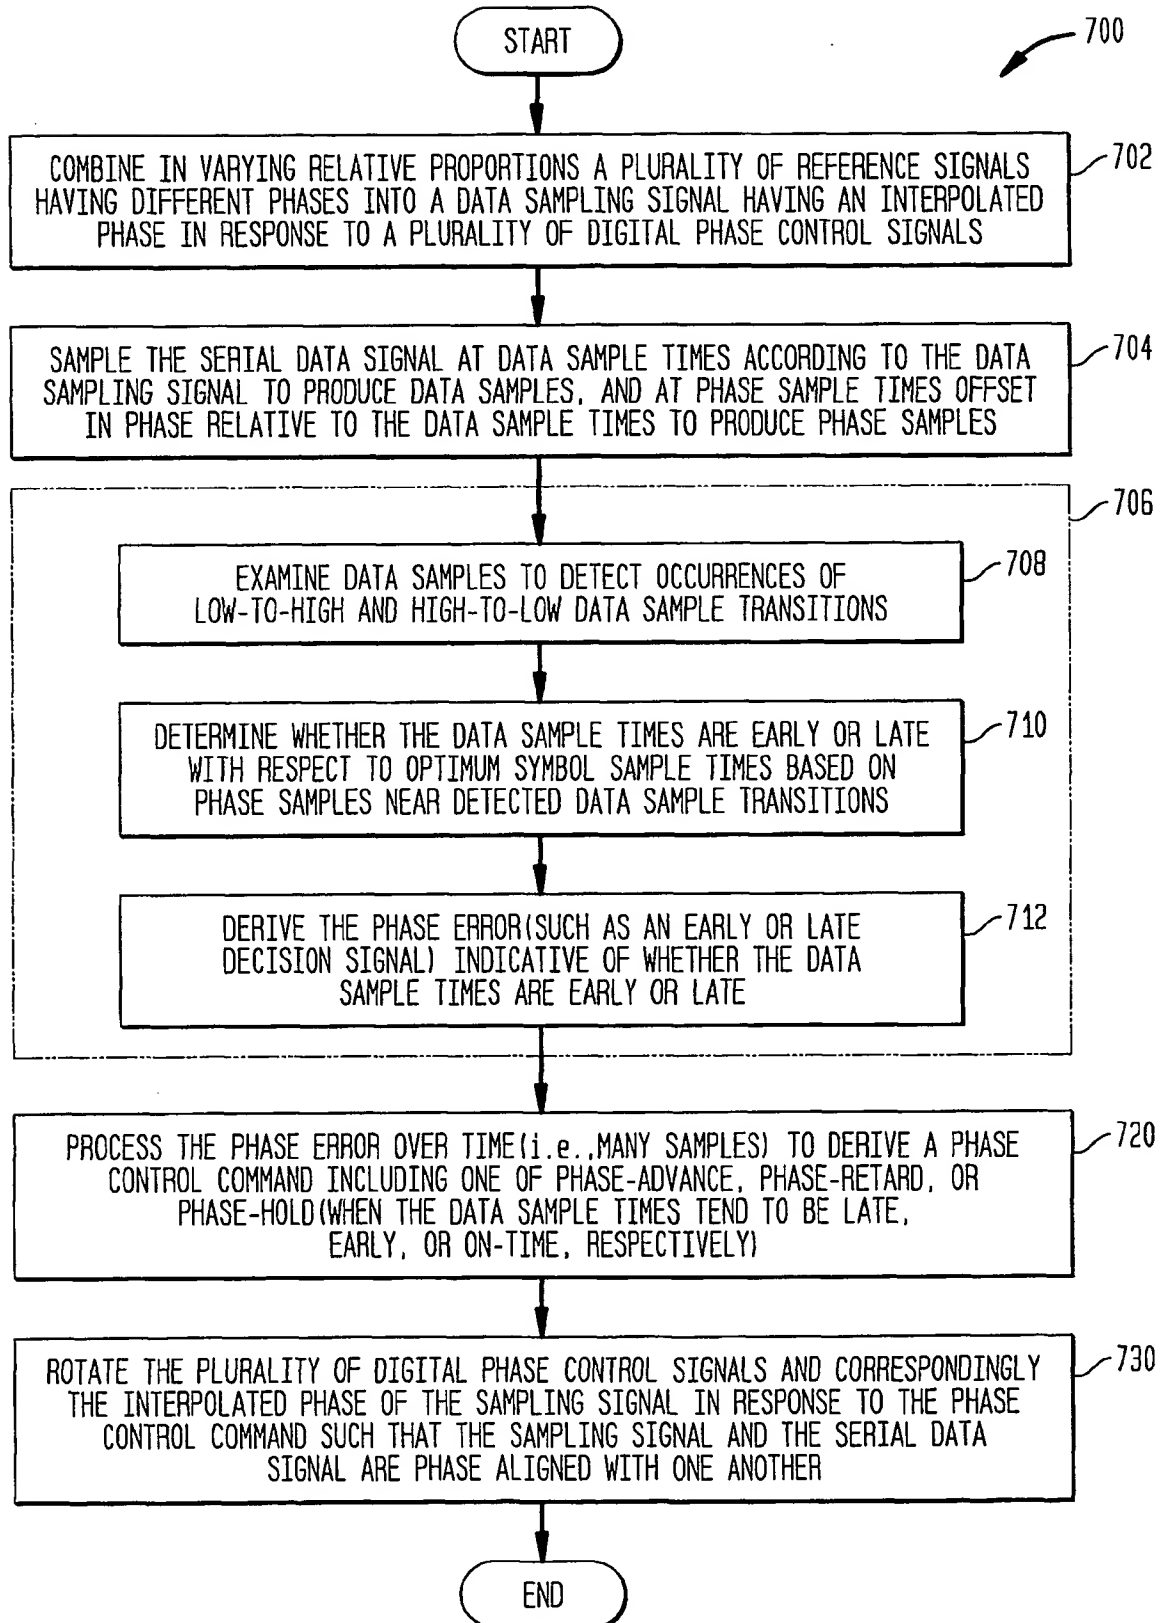 START
700
COMBINE IN VARYING RELATIVE PROPORTIONS A PLURALITY OF REFERENCE SIGNALS
HAVING DIFFERENT PHASES INTO A DATA SAMPLING SIGNAL HAVING AN INTERPOLATED
PHASE IN RESPONSE TO A PLURALITY OF DIGITAL PHASE CONTROL SIGNALS
702
SAMPLE THE SERIAL DATA SIGNAL AT DATA SAMPLE TIMES ACCORDING TO THE DATA
SAMPLING SIGNAL TO PRODUCE DATA SAMPLES, AND AT PHASE SAMPLE TIMES OFFSET
IN PHASE RELATIVE TO THE DATA SAMPLE TIMES TO PRODUCE PHASE SAMPLES
704
706
EXAMINE DATA SAMPLES TO DETECT OCCURRENCES OF
LOW-TO-HIGH AND HIGH-TO-LOW DATA SAMPLE TRANSITIONS
708
DETERMINE WHETHER THE DATA SAMPLE TIMES ARE EARLY OR LATE
WITH RESPECT TO OPTIMUM SYMBOL SAMPLE TIMES BASED ON
PHASE SAMPLES NEAR DETECTED DATA SAMPLE TRANSITIONS
710
DERIVE THE PHASE ERROR(SUCH AS AN EARLY OR LATE
DECISION SIGNAL) INDICATIVE OF WHETHER THE DATA
SAMPLE TIMES ARE EARLY OR LATE
712
PROCESS THE PHASE ERROR OVER TIME(i.e.,MANY SAMPLES) TO DERIVE A PHASE
CONTROL COMMAND INCLUDING ONE OF PHASE-ADVANCE, PHASE-RETARD, OR
PHASE-HOLD(WHEN THE DATA SAMPLE TIMES TEND TO BE LATE,
EARLY, OR ON-TIME, RESPECTIVELY)
720
ROTATE THE PLURALITY OF DIGITAL PHASE CONTROL SIGNALS AND CORRESPONDINGLY
THE INTERPOLATED PHASE OF THE SAMPLING SIGNAL IN RESPONSE TO THE PHASE
CONTROL COMMAND SUCH THAT THE SAMPLING SIGNAL AND THE SERIAL DATA
SIGNAL ARE PHASE ALIGNED WITH ONE ANOTHER
730
END